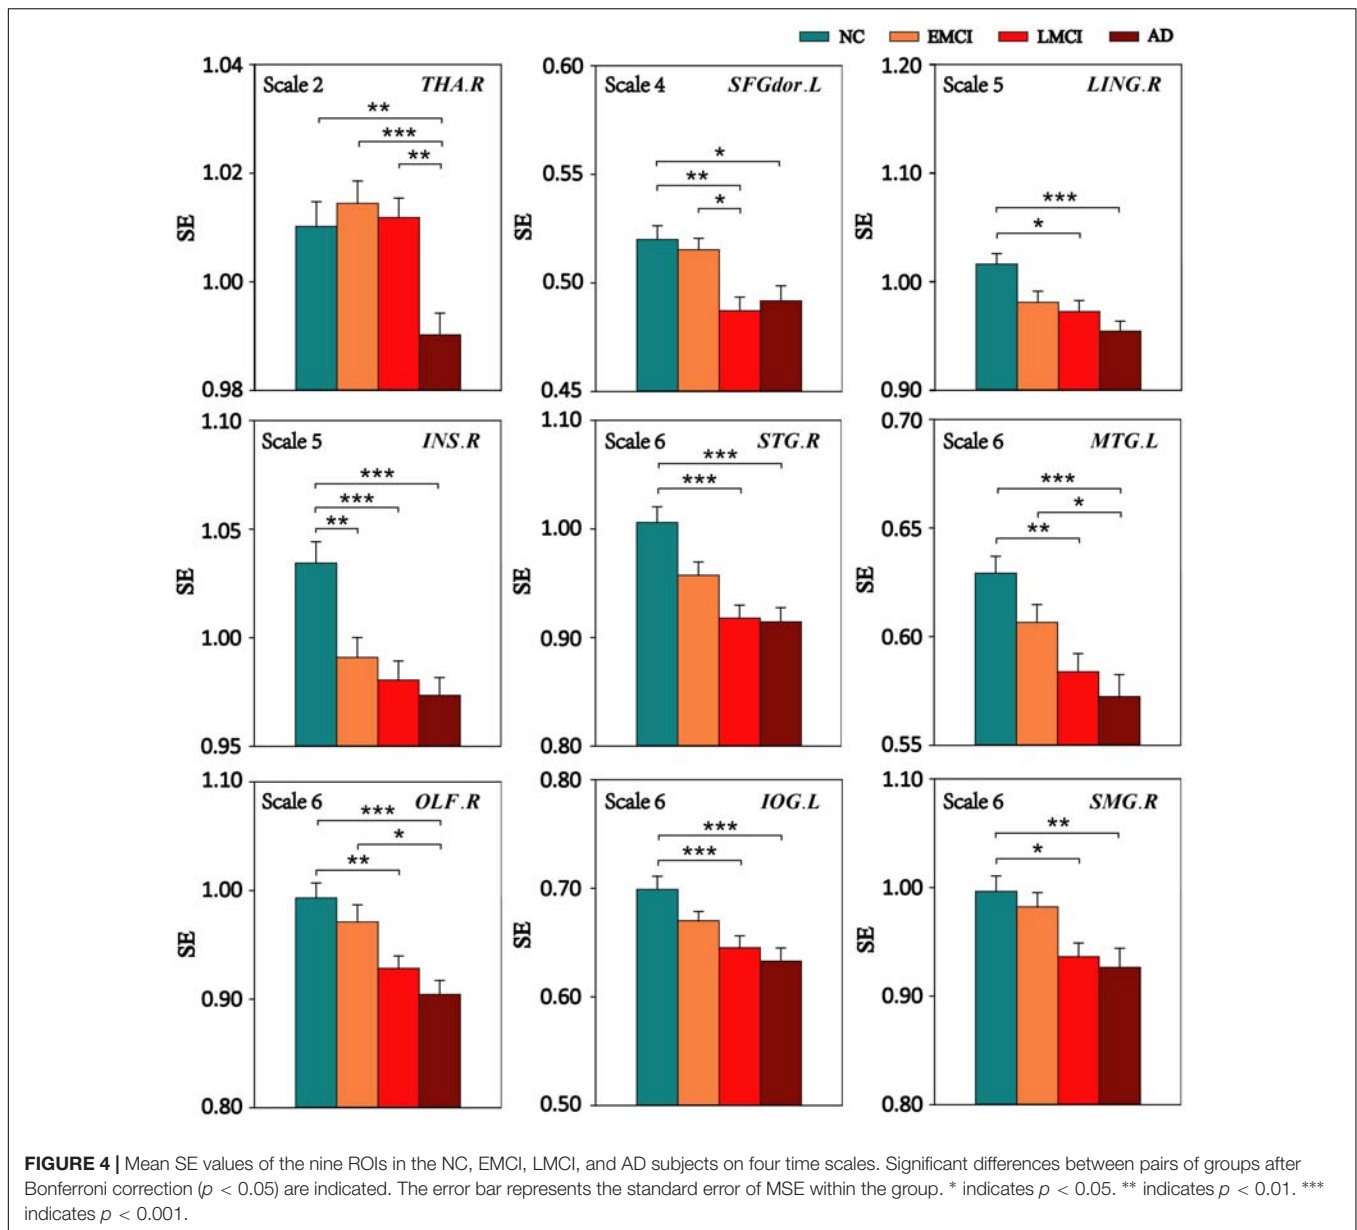 NC EMCI LMCI AD
1.04
1.02
1.00
0.98
SE
Scale 2 THA.R
**
***
**
0.60
0.55
0.50
0.45
SE
Scale 4 SFGdor.L
*
**
*
1.20
1.10
1.00
0.90
SE
Scale 5 LING.R
***
*
1.10
1.05
1.00
0.95
SE
Scale 5 INS.R
***
***
**
1.10
1.00
0.90
0.80
SE
Scale 6 STG.R
***
***
0.70
0.65
0.60
0.55
SE
Scale 6 MTG.L
***
*
**
1.10
1.00
0.90
0.80
SE
Scale 6 OLF.R
***
*
**
0.80
0.70
0.60
0.50
SE
Scale 6 IOG.L
***
***
1.10
1.00
0.90
0.80
SE
Scale 6 SMG.R
**
*
FIGURE 4 | Mean SE values of the nine ROIs in the NC, EMCI, LMCI, and AD subjects on four time scales. Significant differences between pairs of groups after
Bonferroni correction (p < 0.05) are indicated. The error bar represents the standard error of MSE within the group. * indicates p < 0.05. ** indicates p < 0.01. ***
indicates p < 0.001.